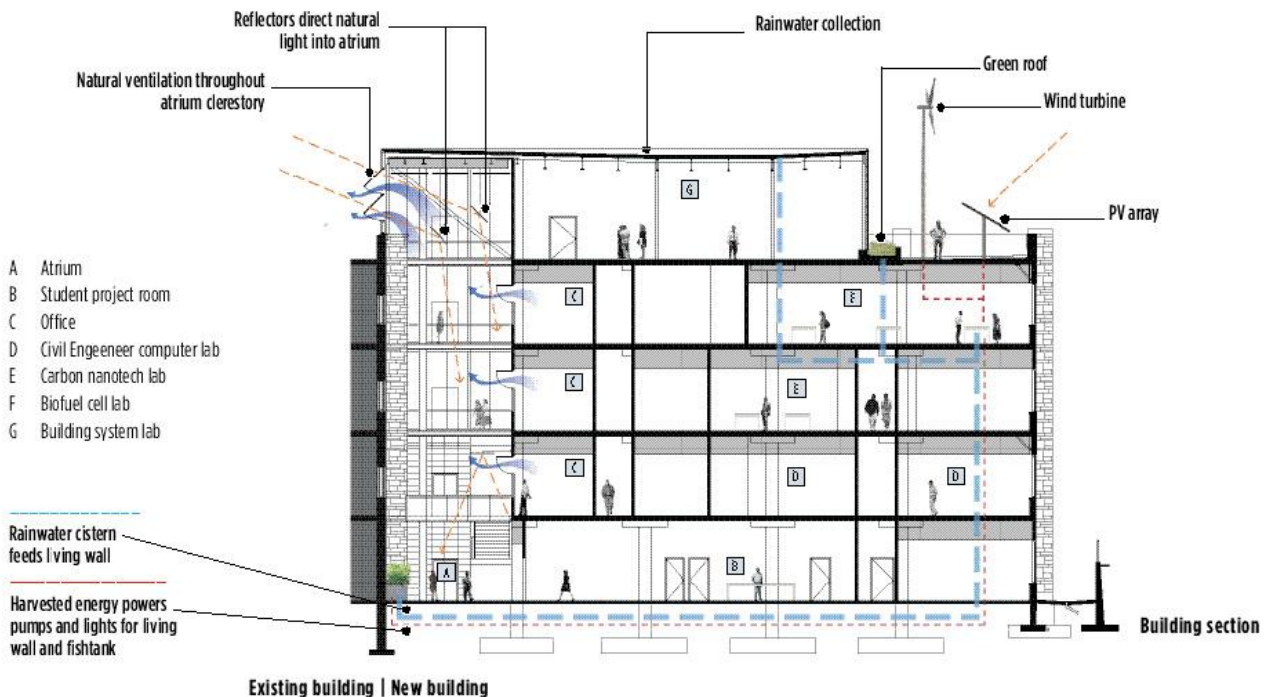 Reflectors direct natural
light into atrium
Rainwater collection
Green roof
Natural ventilation throughout
atrium clerestory
Wind turbine
G
PV array
A Atrium
B Student project room
C Office
D Civil Engeneer computer lab
E Carbon nanotech lab
F Biofuel cell lab
G Building system lab
C
E
C
E
C
D
D
Rainwater cistern
feeds living wall
A
B
Harvested energy powers
pumps and lights for living
wall and fishtank
Building section
Existing building | New building